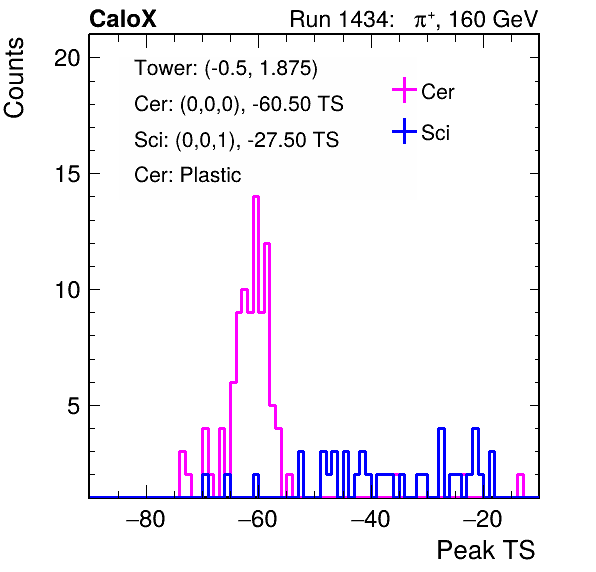 CaloX Run 1434: π⁺, 160 GeV
Counts
20
15
10
5
Tower: (-0.5, 1.875)
Cer: (0,0,0), -60.50 TS
Sci: (0,0,1), -27.50 TS
Cer: Plastic
Cer
Sci
−80 −60 −40 −20
Peak TS